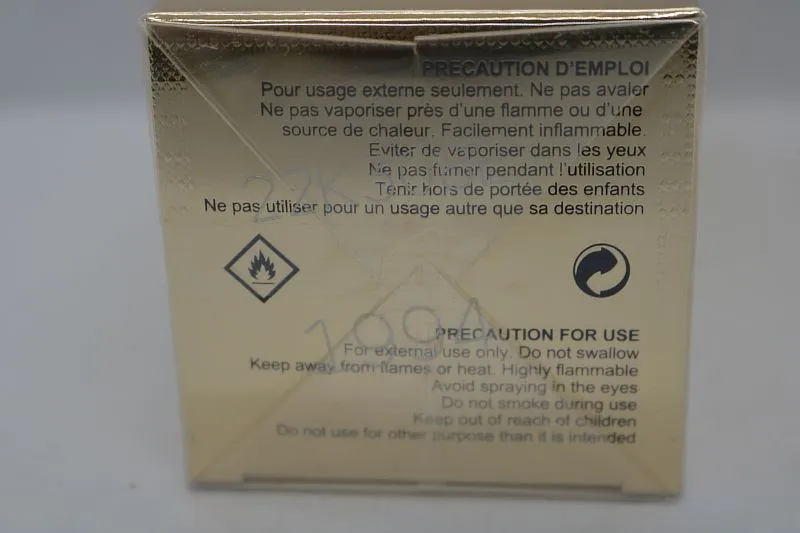 PRECAUTION D'EMPLOI
Pour usage externe seulement. Ne pas avaler
Ne pas vaporiser près d'une flamme ou d'une
source de chaleur. Facilement inflammable.
Eviter de vaporiser dans les yeux
Ne pas fumer pendant l'utilisation
Tenir hors de portée des enfants
Ne pas utiliser pour un usage autre que sa destination
1994
PRECAUTION FOR USE
For external use only. Do not swallow
Keep away from flames or heat. Highly flammable
Avoid spraying in the eyes
Do not smoke during use
Keep out of reach of children
Do not use for other purpose than it is intended